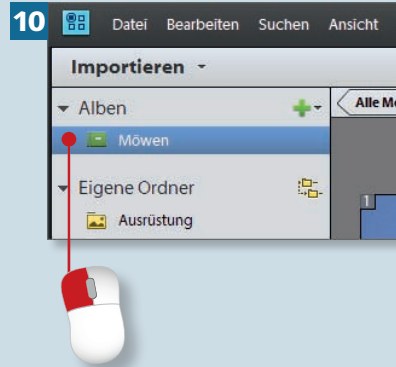 10
Datei Bearbeiten Suchen Ansicht
Importieren
Alben
Alle M
Möwen
Eigene Ordner
1
Ausrüstung